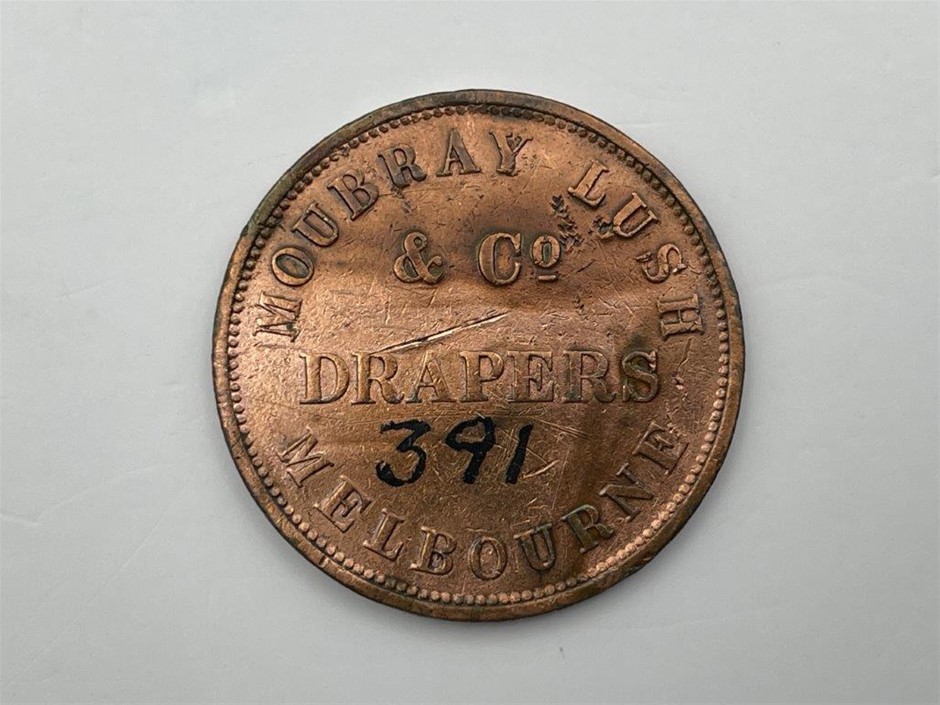 MOUBRAY LUSH
& Cº
DRAPERS
391
MELBOURNE